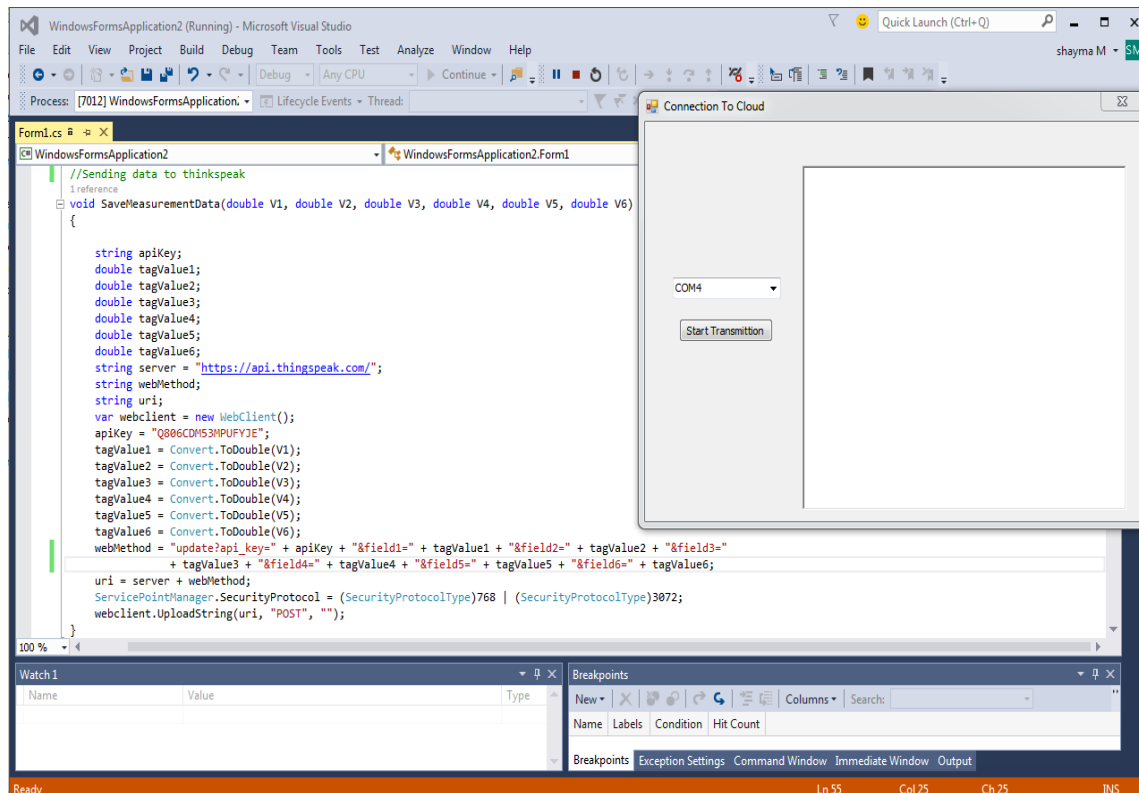 WindowsFormsApplication2 (Running) - Microsoft Visual Studio
Quick Launch (Ctrl+Q)
File Edit View Project Build Debug Team Tools Test Analyze Window Help
shayma M SM
Debug Any CPU Continue
Process: [7012] WindowsFormsApplication2 Lifecycle Events Thread:
Connection To Cloud
Form1.cs
WindowsFormsApplication2 WindowsFormsApplication2.Form1
//Sending data to thinkspeak
1 reference
void SaveMeasurementData(double V1, double V2, double V3, double V4, double V5, double V6)
{
string apiKey;
double tagValue1;
double tagValue2;
double tagValue3;
double tagValue4;
double tagValue5;
double tagValue6;
string server = "https://api.thingspeak.com/";
string webMethod;
string uri;
var webclient = new WebClient();
apiKey = "Q806CDM53MPUFYJE";
tagValue1 = Convert.ToDouble(V1);
tagValue2 = Convert.ToDouble(V2);
tagValue3 = Convert.ToDouble(V3);
tagValue4 = Convert.ToDouble(V4);
tagValue5 = Convert.ToDouble(V5);
tagValue6 = Convert.ToDouble(V6);
webMethod = "update?api_key=" + apiKey + "&field1=" + tagValue1 + "&field2=" + tagValue2 + "&field3="
+ tagValue3 + "&field4=" + tagValue4 + "&field5=" + tagValue5 + "&field6=" + tagValue6;
uri = server + webMethod;
ServicePointManager.SecurityProtocol = (SecurityProtocolType)768 | (SecurityProtocolType)3072;
webclient.UploadString(uri, "POST", "");
}
COM4
Start Transmittion
100 %
Watch 1
Name Value Type
Breakpoints
New Columns Search:
Name Labels Condition Hit Count
Breakpoints Exception Settings Command Window Immediate Window Output
Ready Ln 55 Col 25 Ch 25 INS